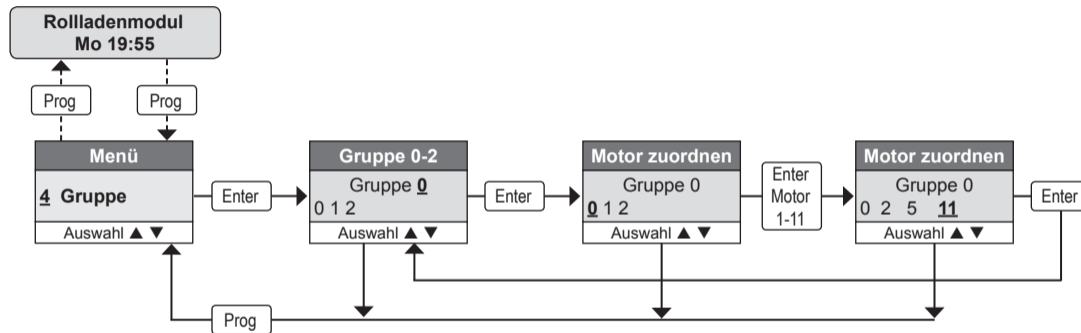 Rollladenmodul
Mo 19:55
Prog
Prog
Menü
4 Gruppe
Auswahl ▲ ▼
Enter
Gruppe 0-2
Gruppe 0
0 1 2
Auswahl ▲ ▼
Enter
Motor zuordnen
Gruppe 0
0 1 2
Auswahl ▲ ▼
Enter
Motor
1-11
Motor zuordnen
Gruppe 0
0 2 5 11
Auswahl ▲ ▼
Enter
Prog